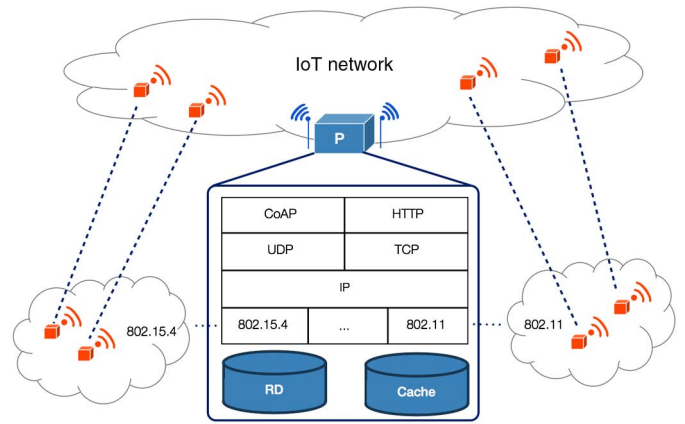 IoT network
P
CoAP HTTP
UDP TCP
IP
802.15.4 802.15.4 ... 802.11 802.11
RD Cache